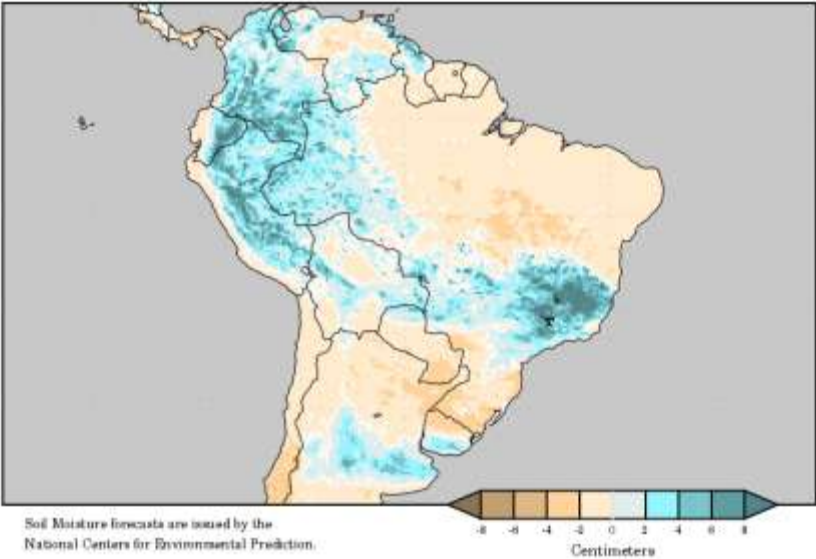 -8 -6 -4 -2 0 2 4 6 8
Centimeters
Soil Moisture forecasts are issued by the
National Centers for Environmental Prediction.